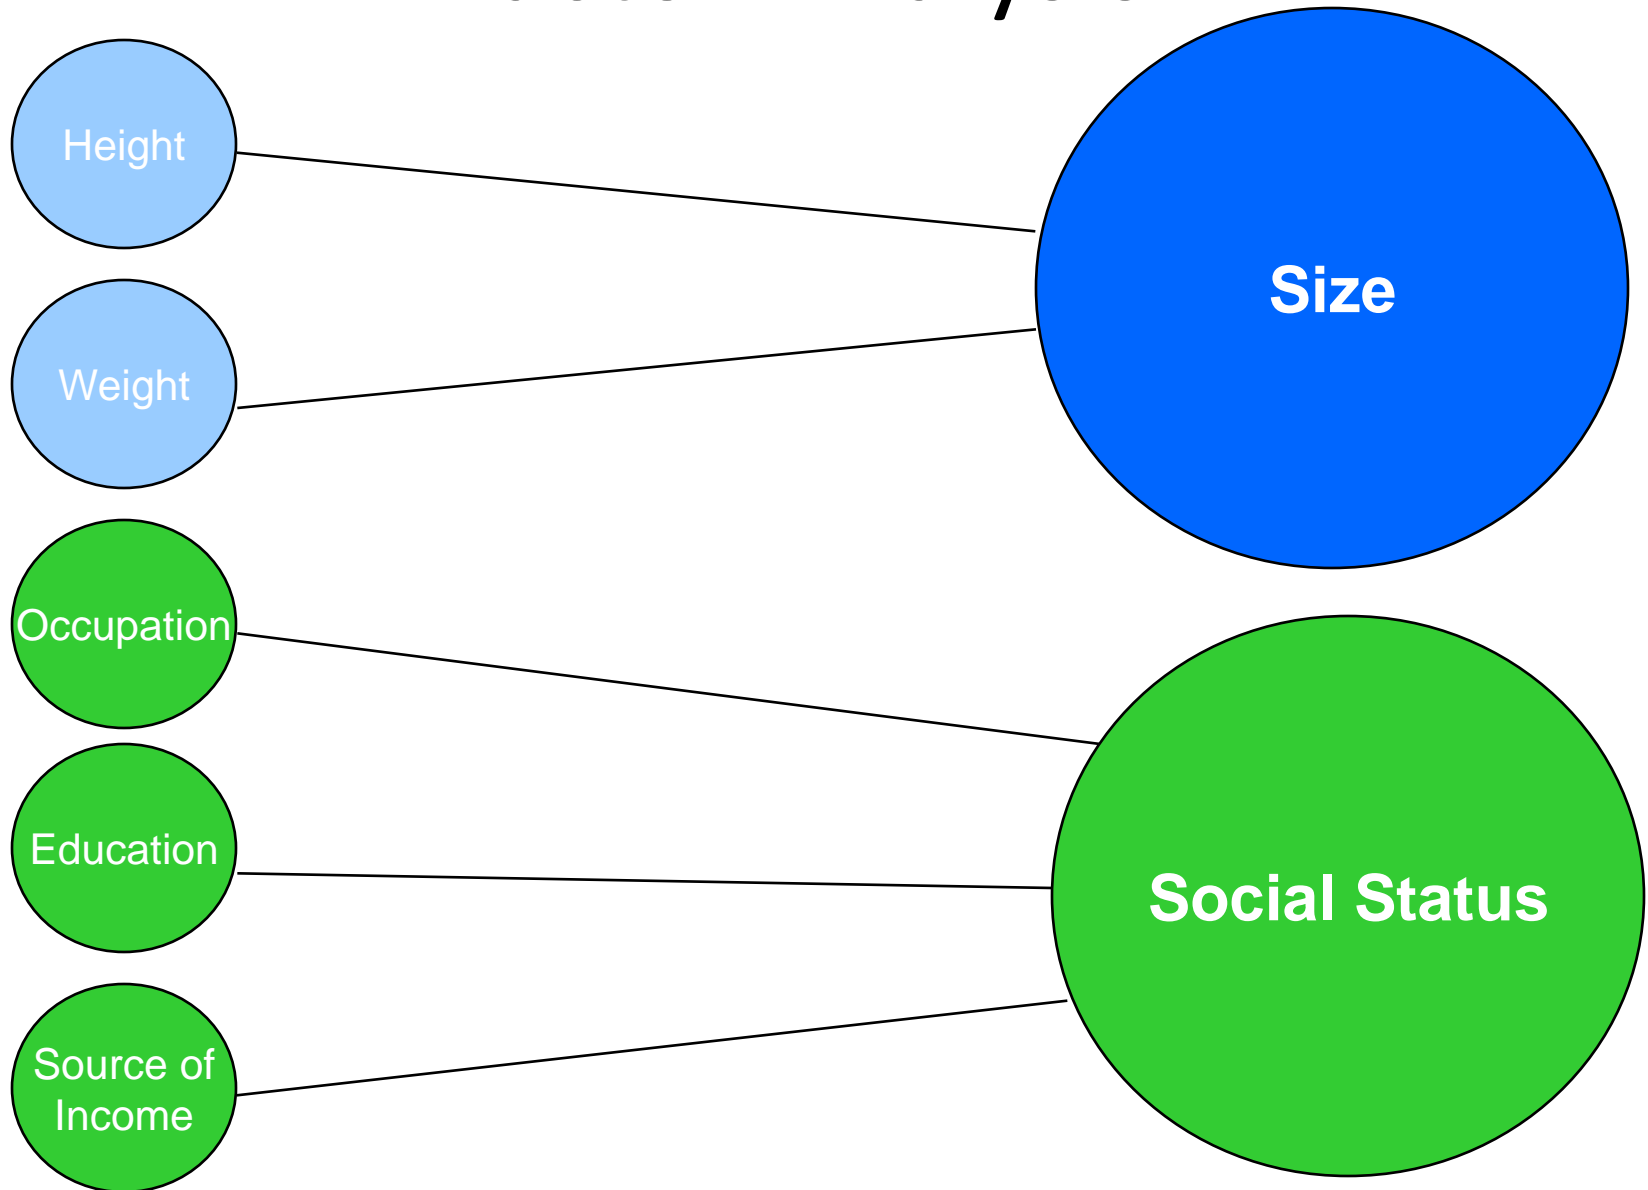 Height
Size
Weight
Occupation
Education
Social Status
Source of
Income